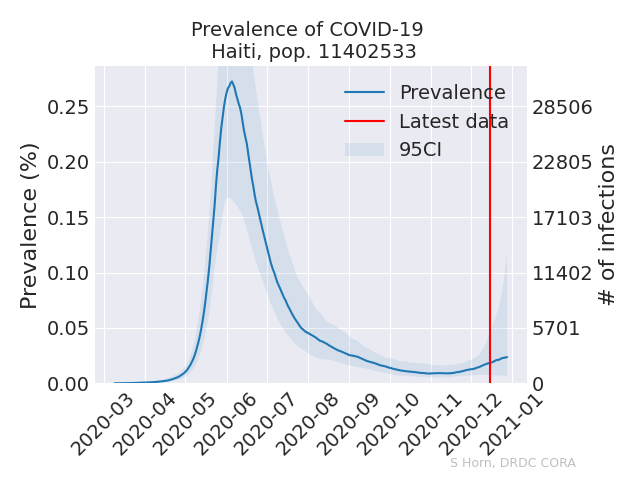 Prevalence of COVID-19
Haiti, pop. 11402533
Prevalence
Latest data
95CI
Prevalence (%)
0.25
0.20
0.15
0.10
0.05
0.00
28506
22805
17103
11402
5701
0
# of infections
2020-03
2020-04
2020-05
2020-06
2020-07
2020-08
2020-09
2020-10
2020-11
2020-12
2021-01
S Horn, DRDC CORA